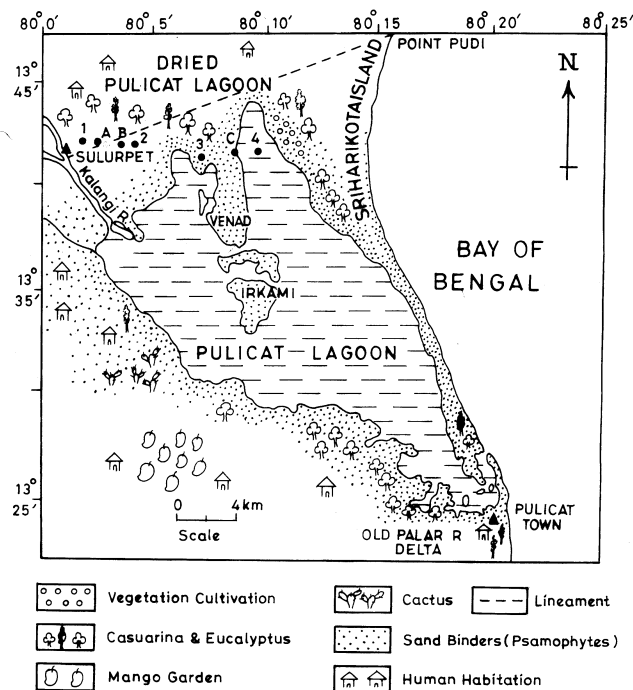 80° 0' 80° 5' 80° 10' 80° 15' 80° 20' 80° 25'
POINT PUDI
DRIED
PULICAT LAGOON
13°
45'
SRIHARIKOTAISLAND
N
1 A B 2 3 C 4
SULURPET
Kalangi R.
VENAD
BAY OF
BENGAL
13°
35'
IRKAMI
PULICAT LAGOON
13°
25'
0 4km
Scale
OLD PALAR R
DELTA
PULICAT
TOWN
Vegetation Cultivation
Cactus
Lineament
Casuarina & Eucalyptus
Sand Binders (Psamophytes)
Mango Garden
Human Habitation